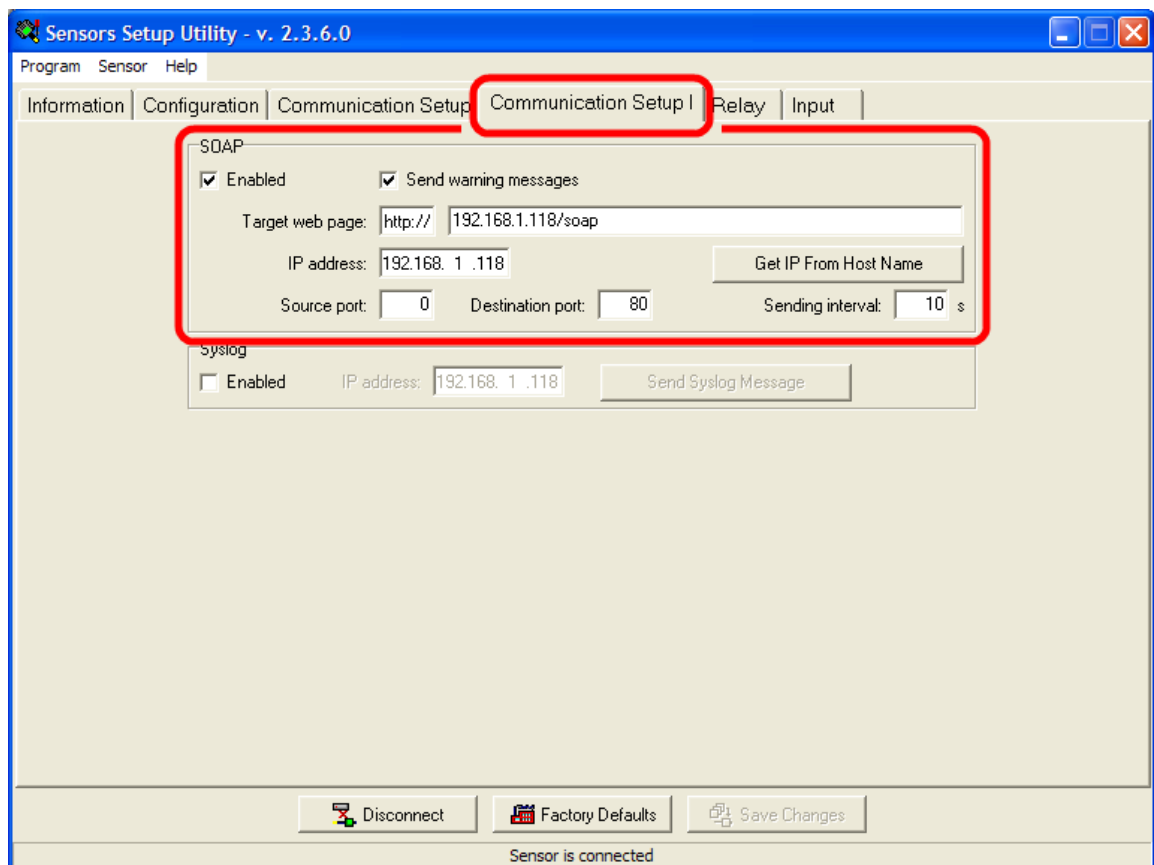 Sensors Setup Utility - v. 2.3.6.0
Program Sensor Help
Information Configuration Communication Setup Communication Setup I Relay Input
SOAP
Enabled Send warning messages
Target web page: http:// 192.168.1.118/soap
IP address: 192.168. 1 .118 Get IP From Host Name
Source port: 0 Destination port: 80 Sending interval: 10 s
Syslog
Enabled IP address: 192.168. 1 .118 Send Syslog Message
Disconnect Factory Defaults Save Changes
Sensor is connected